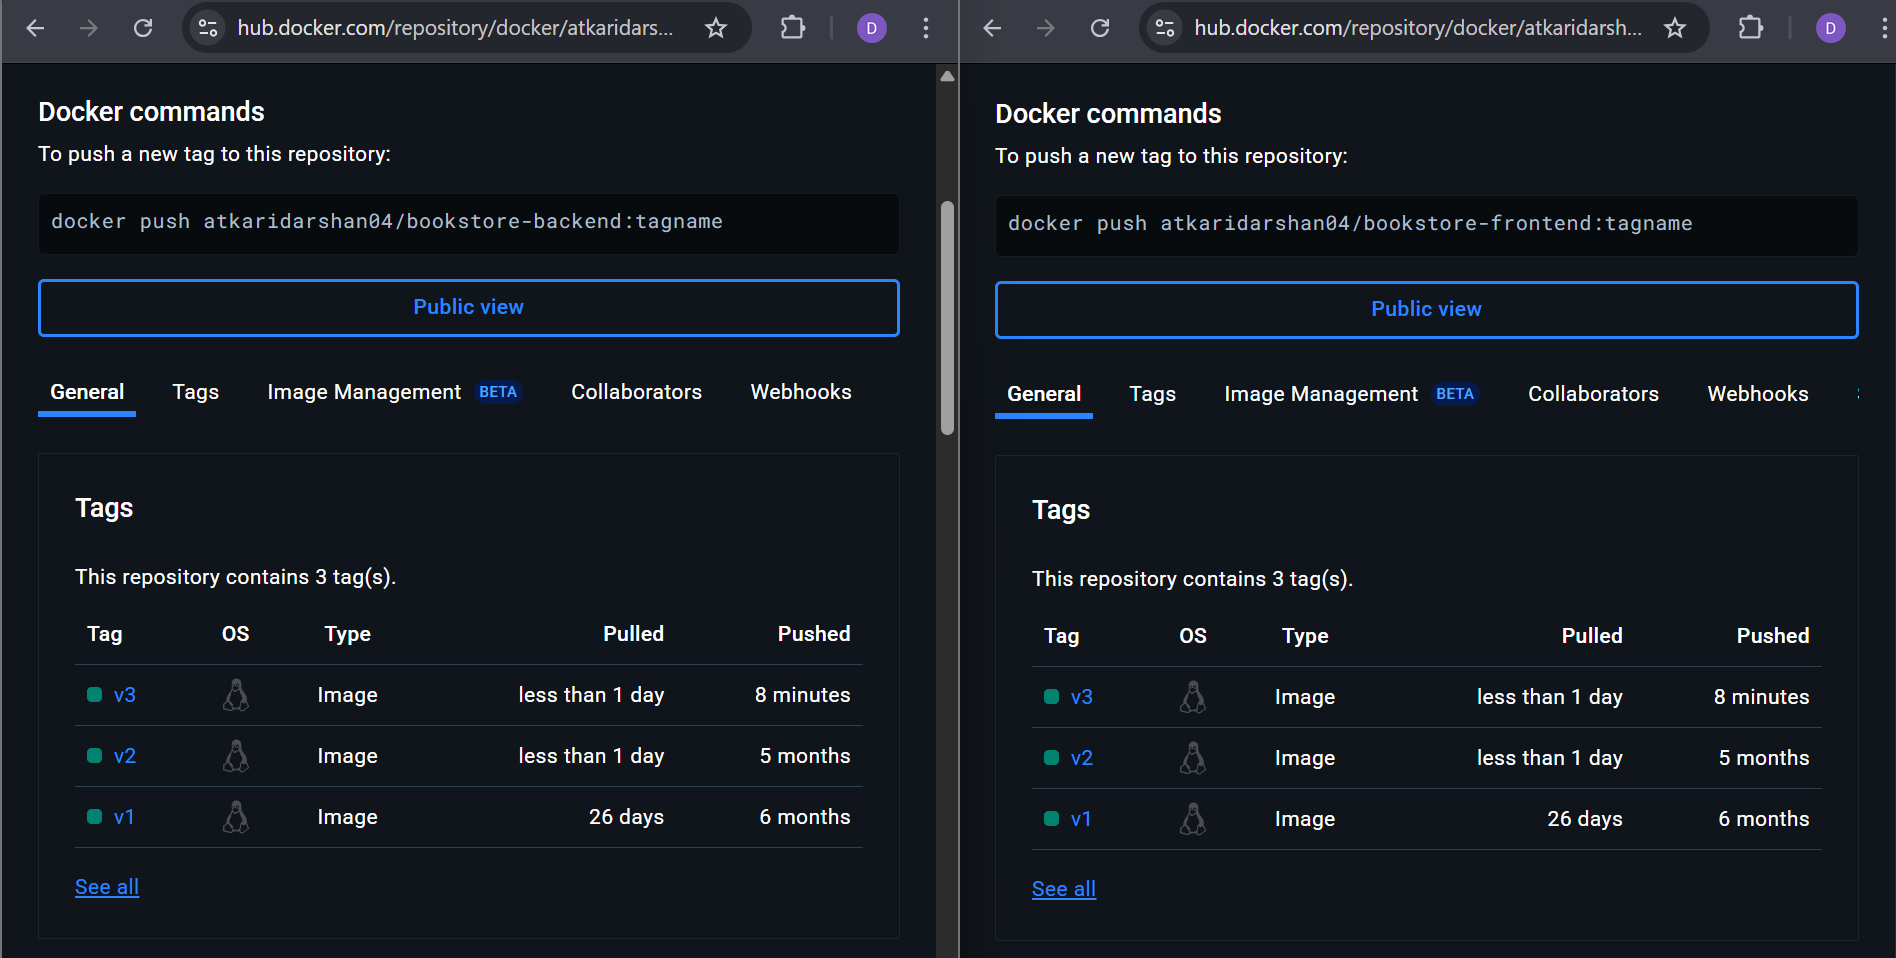 hub.docker.com/repository/docker/atkaridars...
D
Docker commands
To push a new tag to this repository:
docker push atkaridarshan04/bookstore-backend:tagname
Public view
General Tags Image Management BETA Collaborators Webhooks
Tags
This repository contains 3 tag(s).
Tag OS Type Pulled Pushed
v3 Image less than 1 day 8 minutes
v2 Image less than 1 day 5 months
v1 Image 26 days 6 months
See all
hub.docker.com/repository/docker/atkaridarsh...
D
Docker commands
To push a new tag to this repository:
docker push atkaridarshan04/bookstore-frontend:tagname
Public view
General Tags Image Management BETA Collaborators Webhooks
Tags
This repository contains 3 tag(s).
Tag OS Type Pulled Pushed
v3 Image less than 1 day 8 minutes
v2 Image less than 1 day 5 months
v1 Image 26 days 6 months
See all